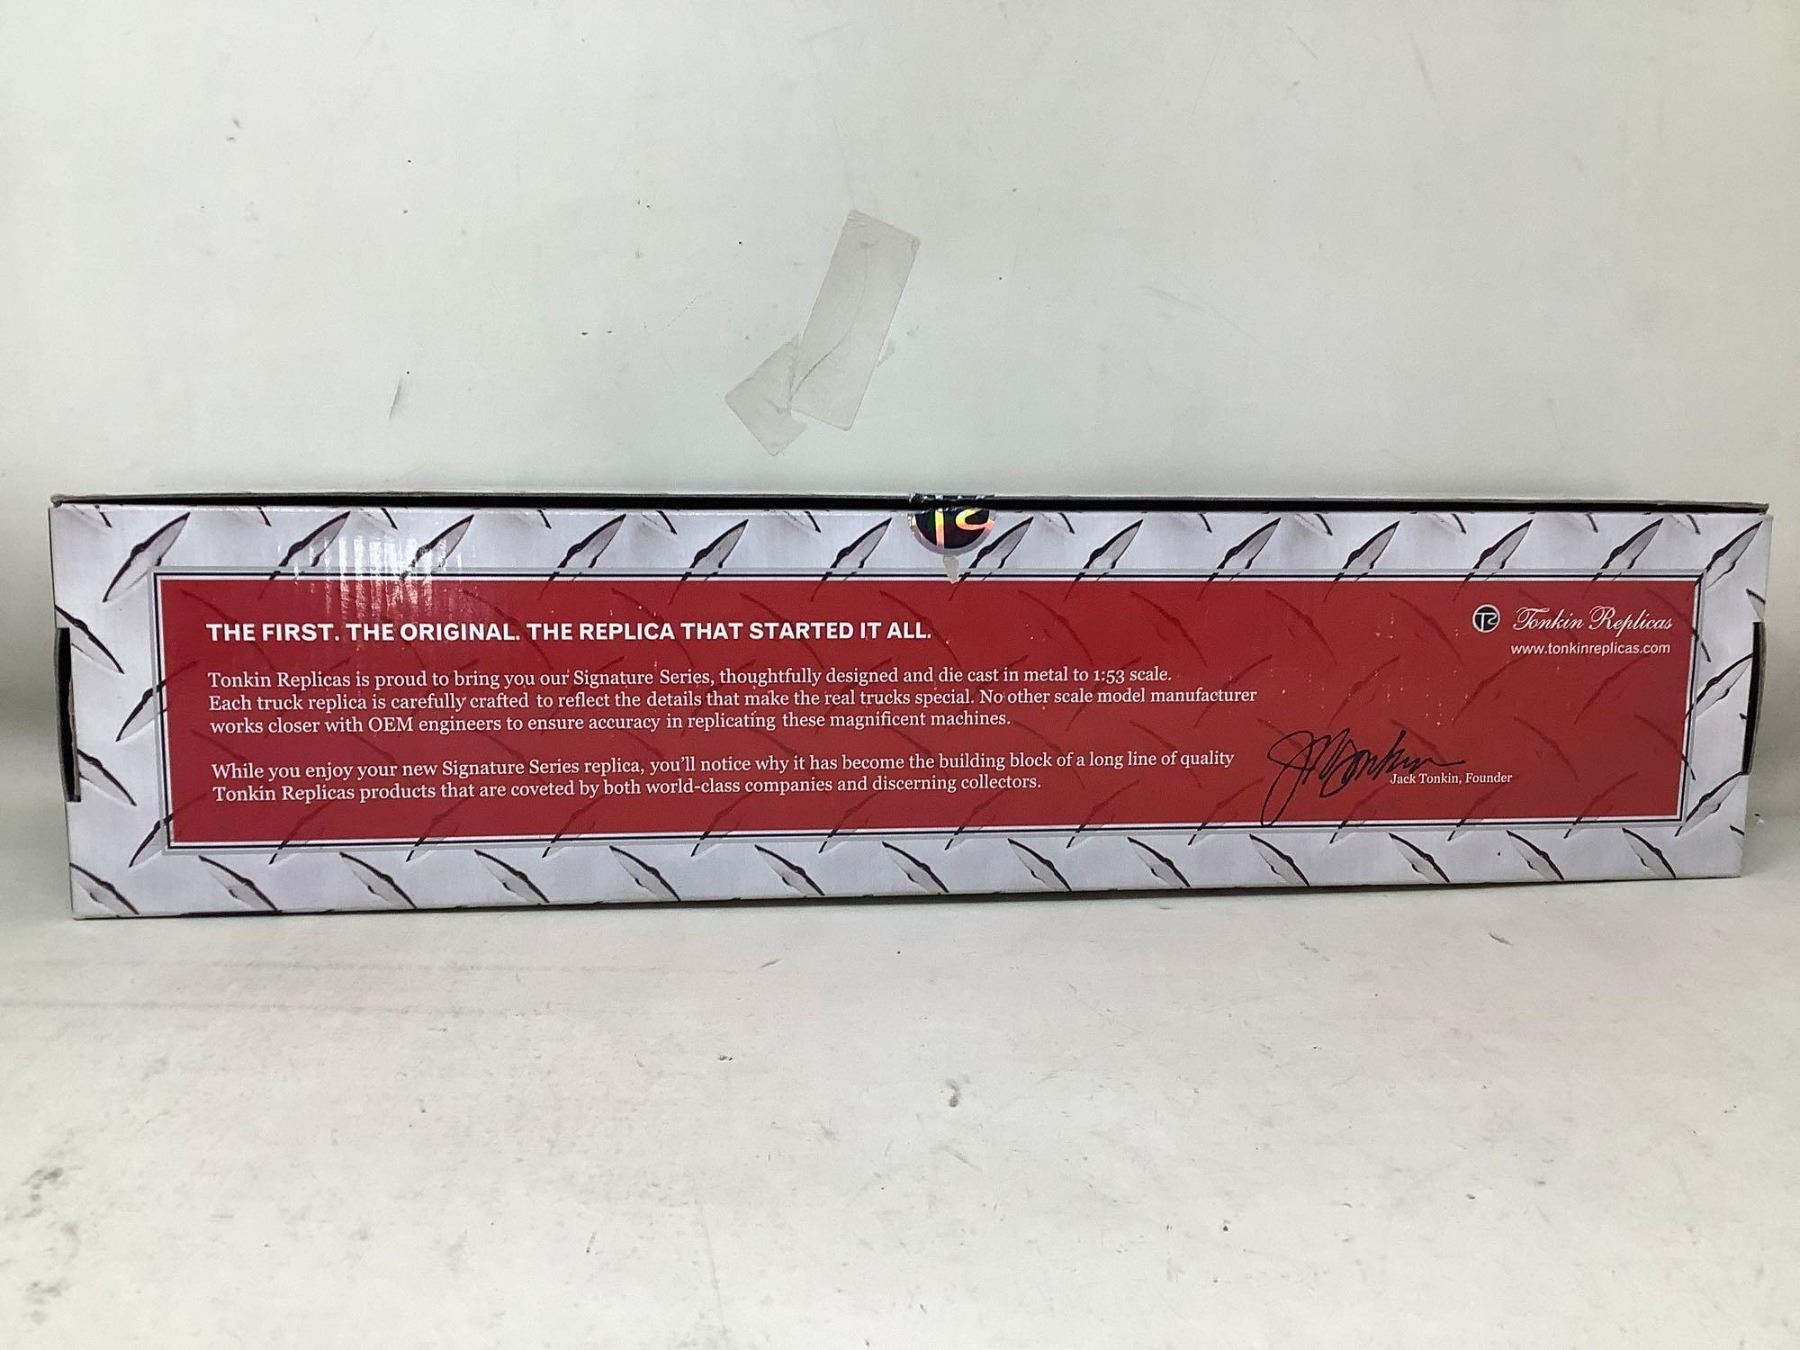 THE FIRST. THE ORIGINAL. THE REPLICA THAT STARTED IT ALL.
Tonkin Replicas
www.tonkinreplicas.com
Tonkin Replicas is proud to bring you our Signature Series, thoughtfully designed and die cast in metal to 1:53 scale.
Each truck replica is carefully crafted to reflect the details that make the real trucks special. No other scale model manufacturer
works closer with OEM engineers to ensure accuracy in replicating these magnificent machines.
While you enjoy your new Signature Series replica, you'll notice why it has become the building block of a long line of quality
Tonkin Replicas products that are coveted by both world-class companies and discerning collectors.
Jack Tonkin, Founder